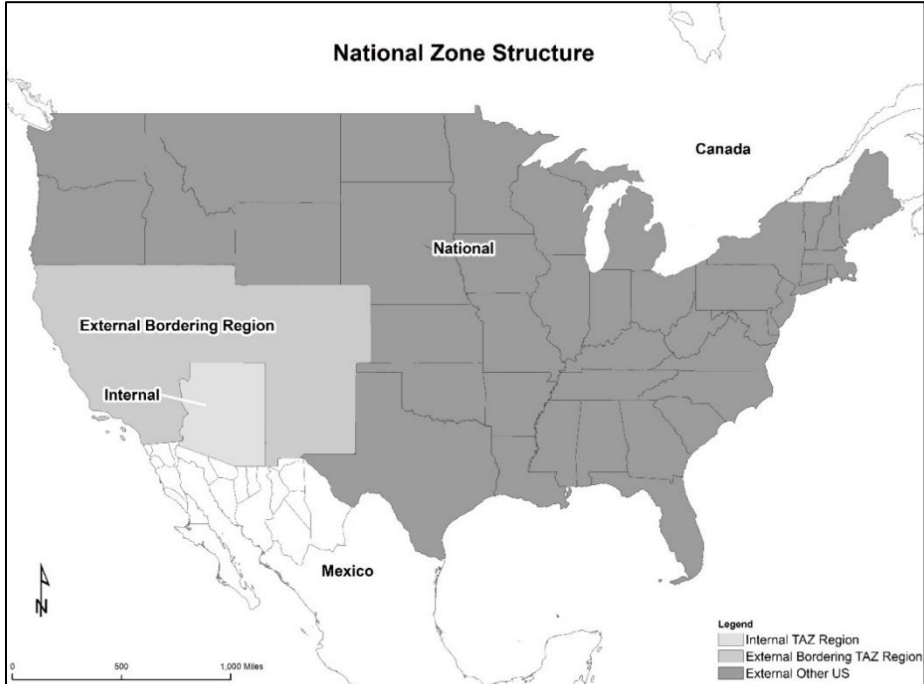 National Zone Structure
Canada
National
External Bordering Region
Internal
Mexico
N
Legend
Internal TAZ Region
External Bordering TAZ Region
External Other US
0 500 1,000 Miles